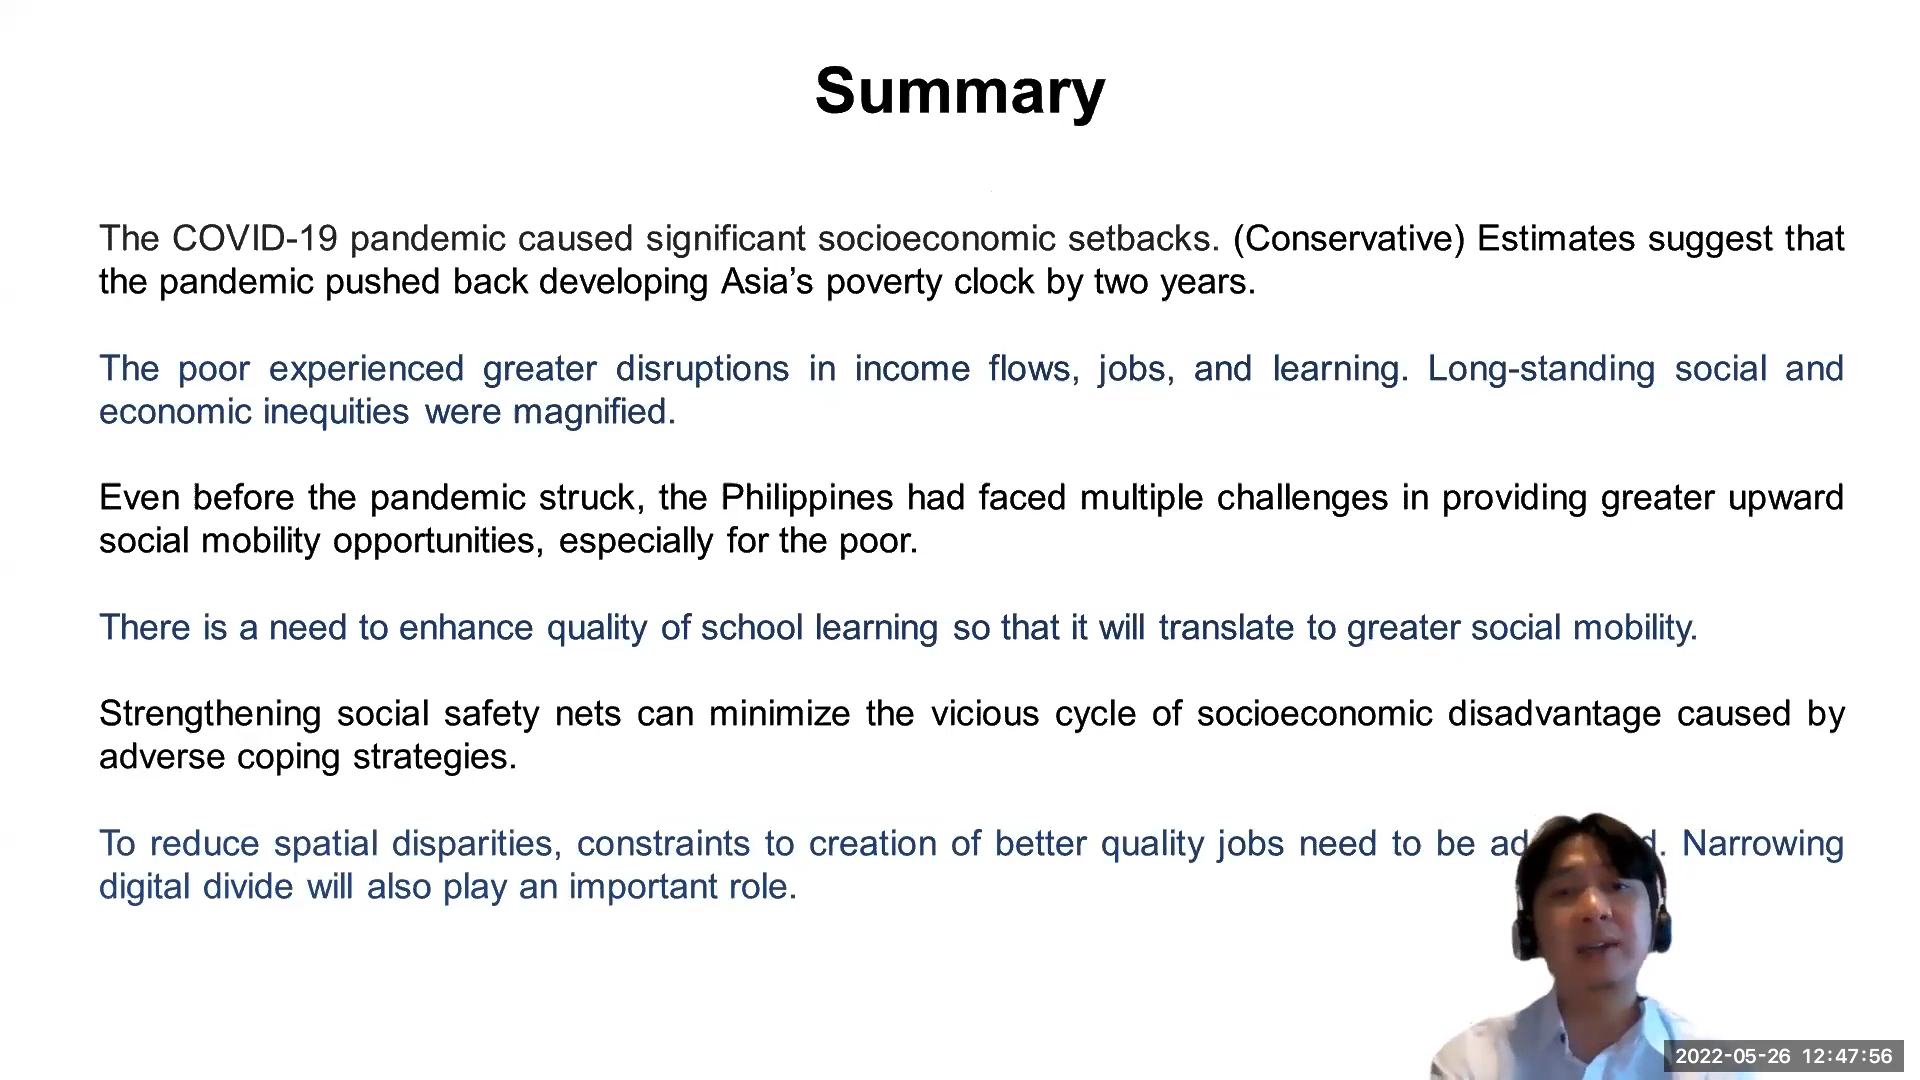 Summary
The COVID-19 pandemic caused significant socioeconomic setbacks. (Conservative) Estimates suggest that
the pandemic pushed back developing Asia’s poverty clock by two years.
The poor experienced greater disruptions in income flows, jobs, and learning. Long-standing social and
economic inequities were magnified.
Even before the pandemic struck, the Philippines had faced multiple challenges in providing greater upward
social mobility opportunities, especially for the poor.
There is a need to enhance quality of school learning so that it will translate to greater social mobility.
Strengthening social safety nets can minimize the vicious cycle of socioeconomic disadvantage caused by
adverse coping strategies.
To reduce spatial disparities, constraints to creation of better quality jobs need to be Narrowing
digital divide will also play an important role.
2022-05-26 12:47:56